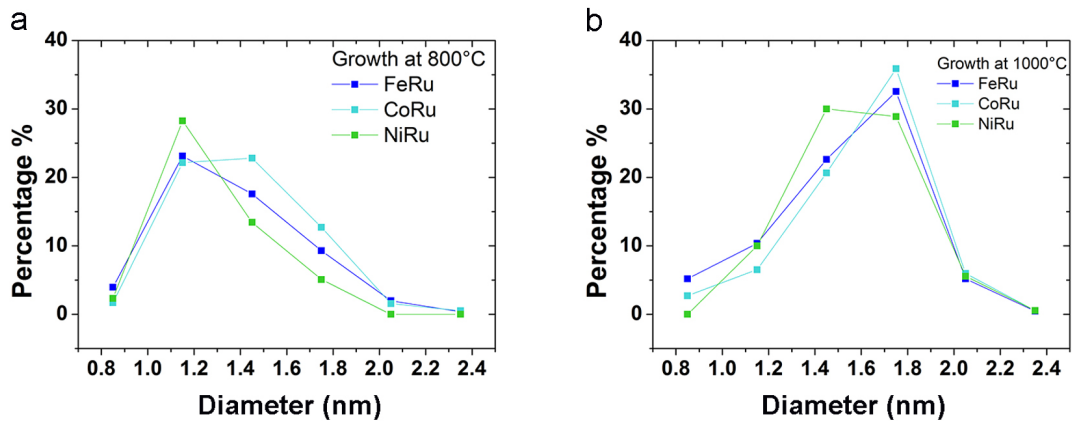 a
40
30
20
10
0
Percentage %
Growth at 800°C
FeRu
CoRu
NiRu
0.8 1.0 1.2 1.4 1.6 1.8 2.0 2.2 2.4
Diameter (nm)
b
40
30
20
10
0
Percentage %
Growth at 1000°C
FeRu
CoRu
NiRu
0.8 1.0 1.2 1.4 1.6 1.8 2.0 2.2 2.4
Diameter (nm)